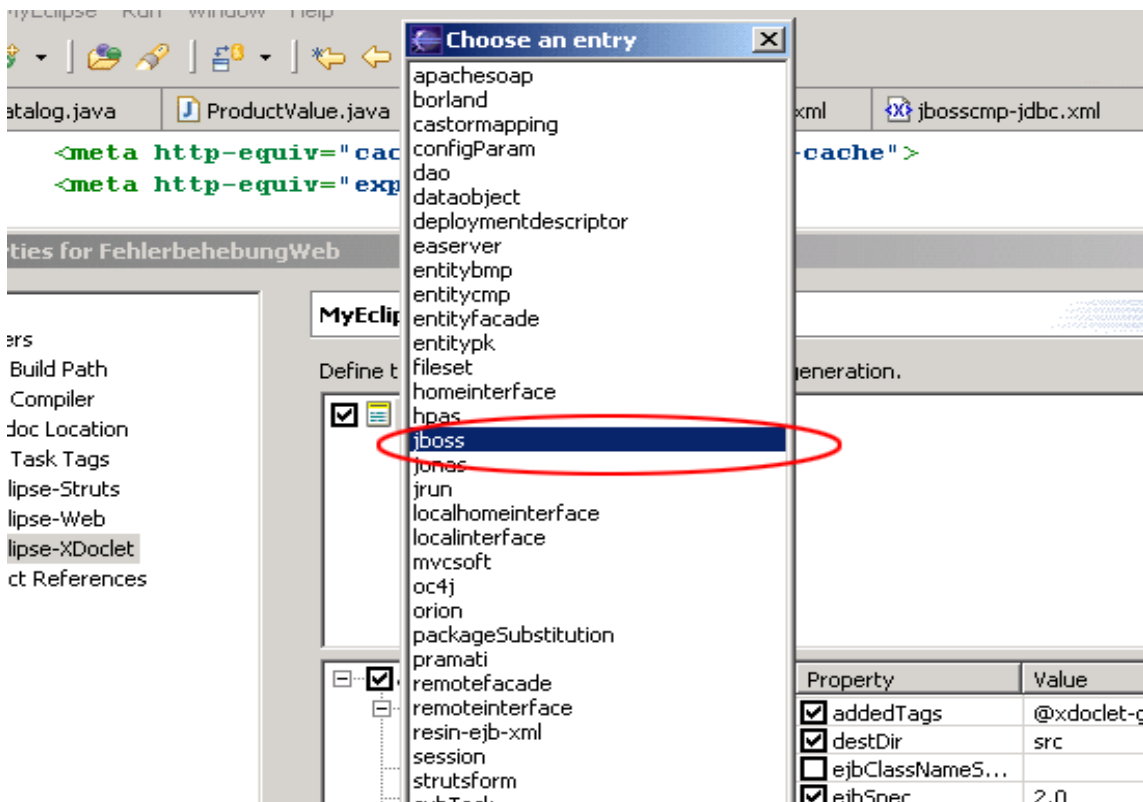 MyEclipse Run Window Help
Choose an entry
atalog.java
ProductValue.java
xml
jbosscmp-jdbc.xml
<meta http-equiv="cac
-cache">
<meta http-equiv="exp
rties for FehlerbehebungWeb
MyEclip
ers
Build Path
Compiler
doc Location
Task Tags
lipse-Struts
lipse-Web
lipse-XDoclet
ct References
Define t
eneration.
apachesoap
borland
castormapping
configParam
dao
dataobject
deploymentdescriptor
easerver
entitybmp
entitycmp
entityfacade
entitypk
fileset
homeinterface
hpas
jboss
jonas
jrun
localhomeinterface
localinterface
mvcsoft
oc4j
orion
packageSubstitution
pramati
remotefacade
remoteinterface
resin-ejb-xml
session
strutsform
subTask
Property Value
addedTags @xdoclet-g
destDir src
ejbClassNameS...
ejbSpec 2.0